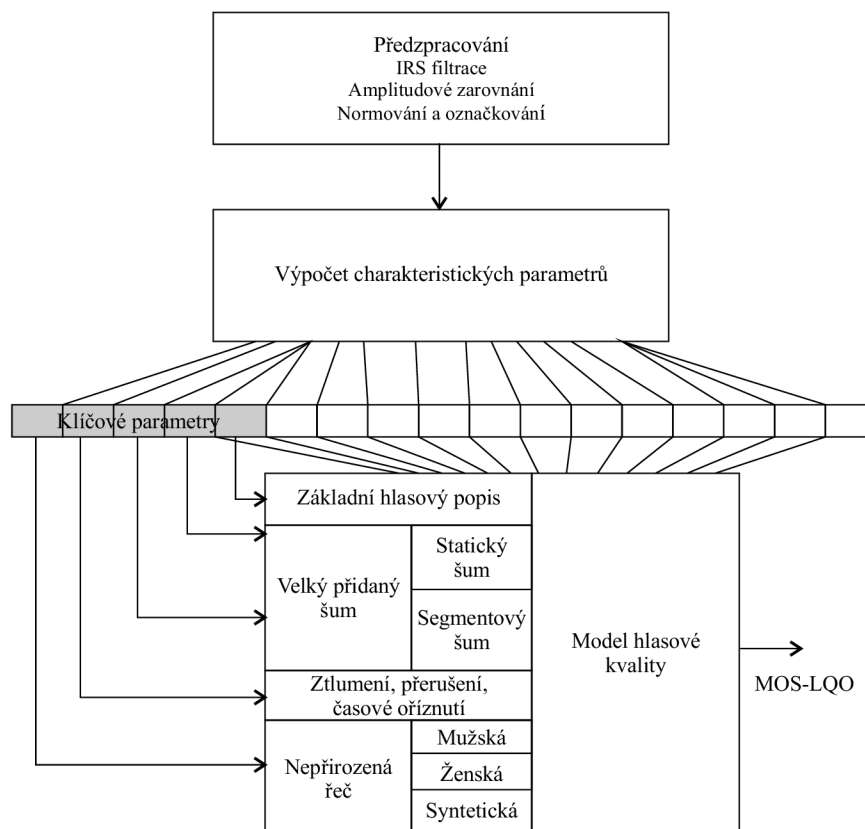 Předzpracování
IRS filtrace
Amplitudové zarovnání
Normování a označkování
Výpočet charakteristických parametrů
Klíčové parametry
Základní hlasový popis
Velký přidaný
šum
Statický
šum
Segmentový
šum
Ztlumení, přerušení,
časové oříznutí
Nepřirozená
řeč
Mužská
Ženská
Syntetická
Model hlasové
kvality
MOS-LQO